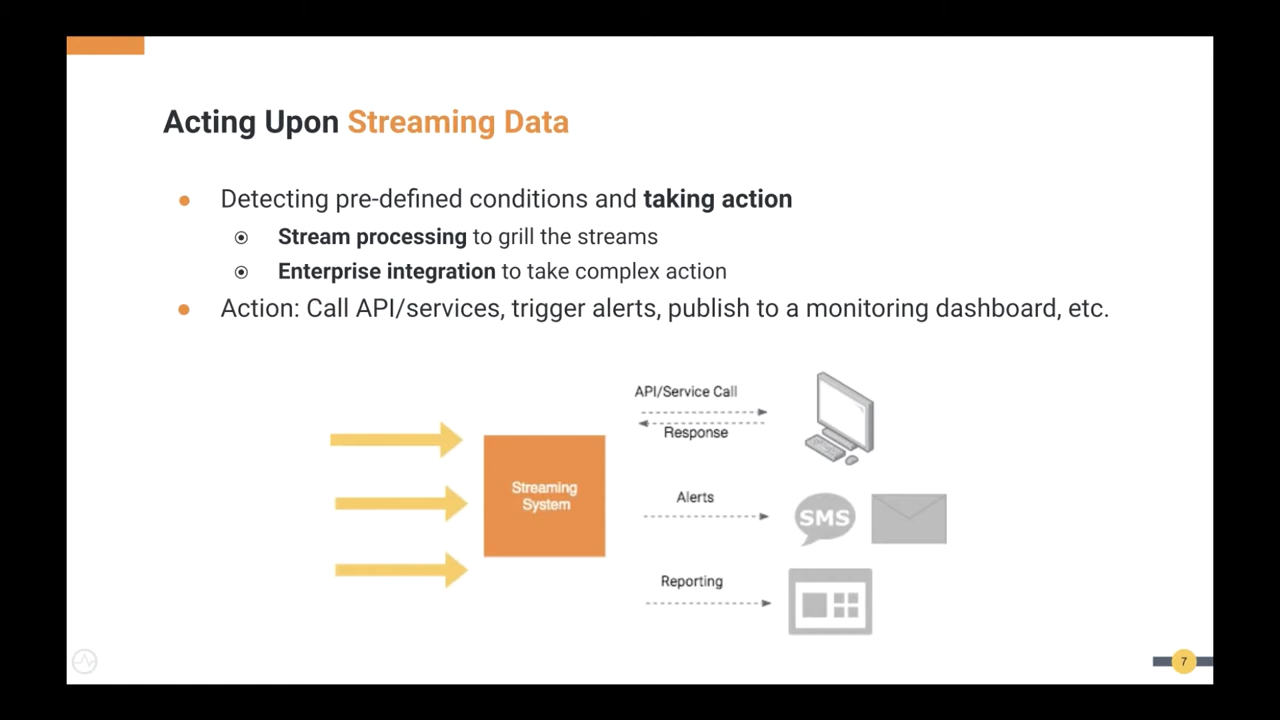 Acting Upon Streaming Data
Detecting pre-defined conditions and taking action
Stream processing to grill the streams
Enterprise integration to take complex action
Action: Call API/services, trigger alerts, publish to a monitoring dashboard, etc.
API/Service Call
Response
Streaming
System
Alerts
SMS
Reporting
7